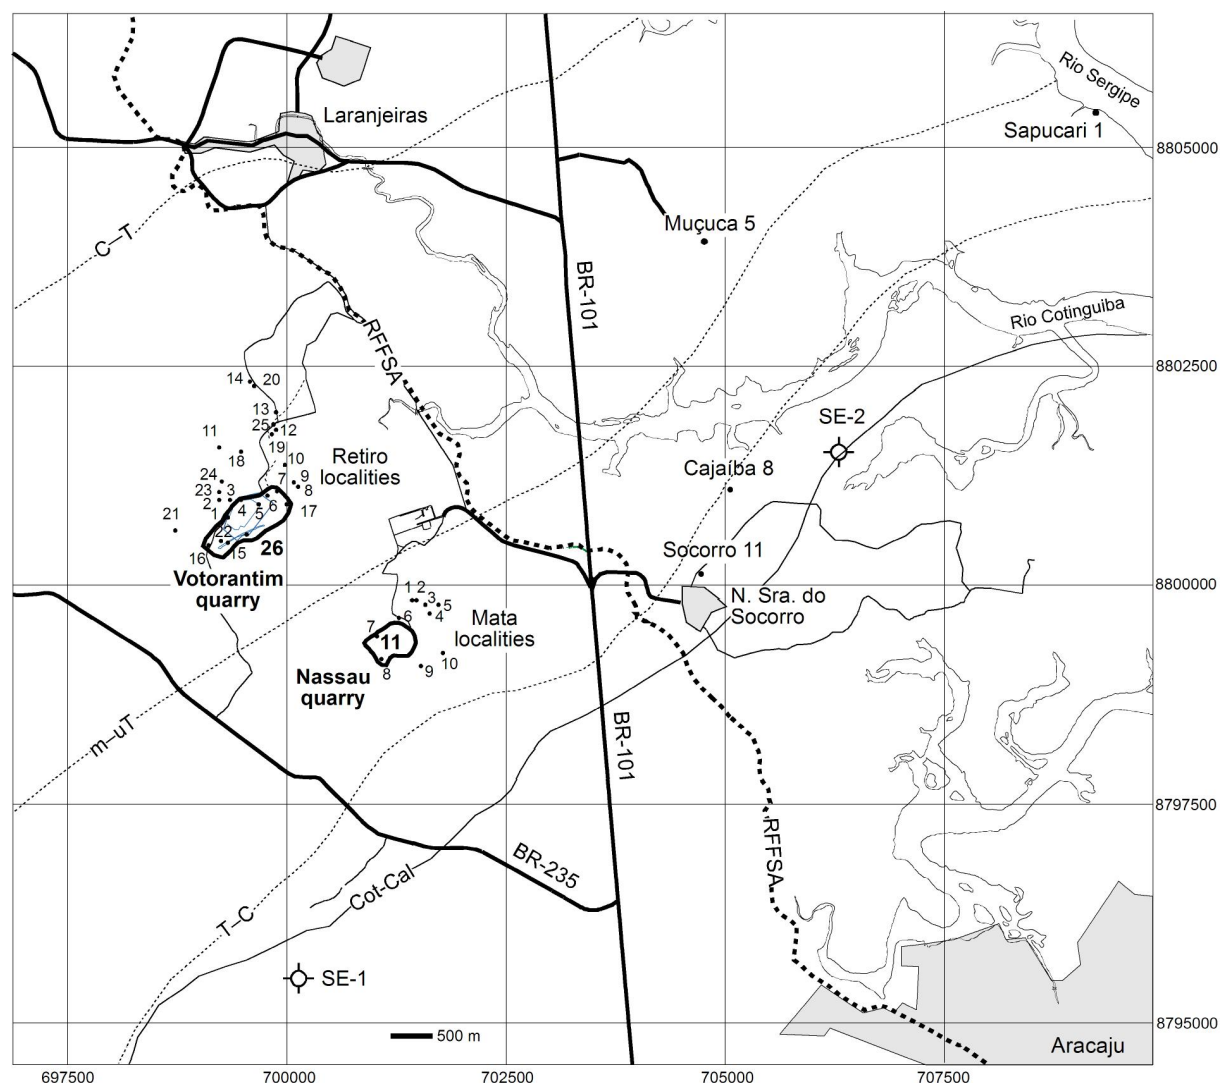 Laranjeiras
Rio Sergipe
Sapucari 1
8805000
C–T
Muçuca 5
BR-101
Rio Cotinguiba
RFFSA
8802500
14
20
13
25
12
11
19
18
10
Retiro
localities
SE-2
Cajaíba 8
24
7
9
23
3
8
2
4
5
6
17
1
21
22
15
26
16
Votorantim
quarry
Socorro 11
8800000
N. Sra. do
Socorro
1
2
3
5
4
6
7
Mata
localities
11
10
9
8
Nassau
quarry
m–uT
BR-101
8797500
RFFSA
BR-235
Cot-Cal
T–C
SE-1
500 m
8795000
Aracaju
697500
700000
702500
705000
707500